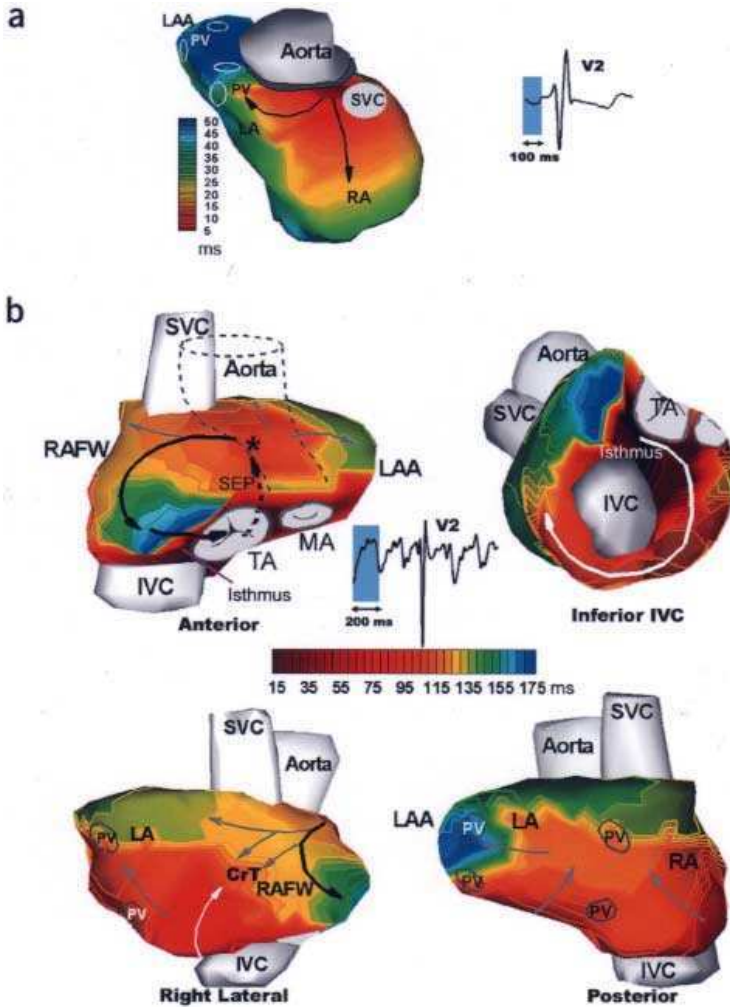 a
LAA
PV
Aorta
PV
SVC
LA
RA
50
45
40
35
30
25
20
15
10
5
ms
V2
100 ms
b
SVC
Aorta
RAFW
*
LAA
SEP
TA
MA
IVC
Isthmus
Anterior
V2
200 ms
Aorta
SVC
TA
Isthmus
IVC
Inferior IVC
15 35 55 75 95 115 135 155 175 ms
SVC
Aorta
PV
LA
CrT
RAFW
PV
IVC
Right Lateral
SVC
Aorta
LAA
PV
LA
PV
RA
PV
PV
IVC
Posterior